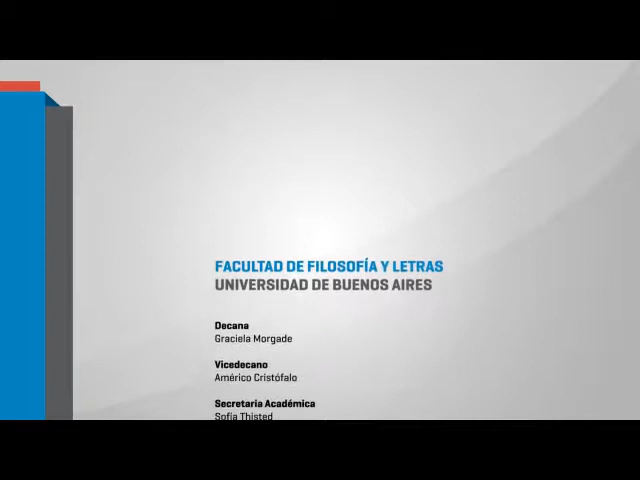 FACULTAD DE FILOSOFÍA Y LETRAS
UNIVERSIDAD DE BUENOS AIRES
Decana
Graciela Morgade
Vicedecano
Américo Cristófalo
Secretaria Académica
Sofía Thisted